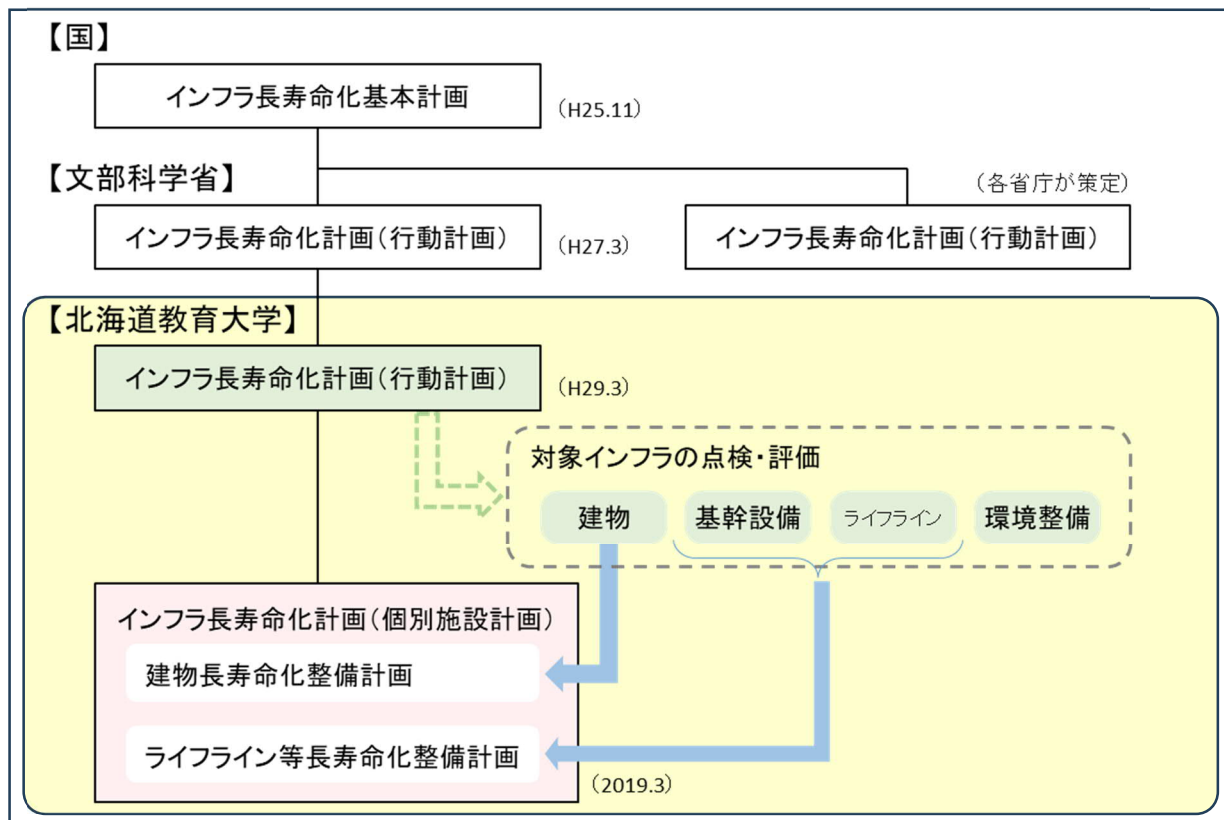 【国】
インフラ長寿命化基本計画
(H25.11)
【文部科学省】
(各省庁が策定)
インフラ長寿命化計画(行動計画)
(H27.3)
インフラ長寿命化計画(行動計画)
【北海道教育大学】
インフラ長寿命化計画(行動計画)
(H29.3)
対象インフラの点検・評価
建物
基幹設備
ライフライン
環境整備
インフラ長寿命化計画(個別施設計画)
建物長寿命化整備計画
ライフライン等長寿命化整備計画
(2019.3)